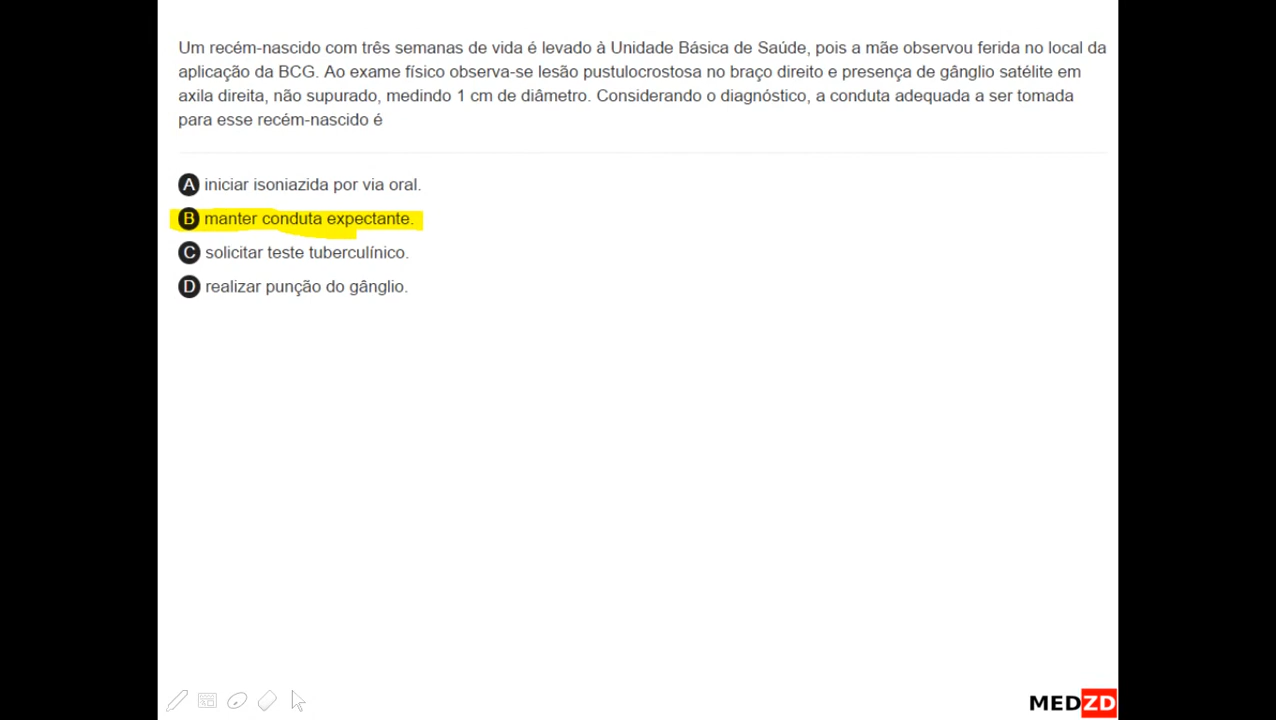 Um recém-nascido com três semanas de vida é levado à Unidade Básica de Saúde, pois a mãe observou ferida no local da
aplicação da BCG. Ao exame físico observa-se lesão pustulocrostosa no braço direito e presença de gânglio satélite em
axila direita, não supurado, medindo 1 cm de diâmetro. Considerando o diagnóstico, a conduta adequada a ser tomada
para esse recém-nascido é
A iniciar isoniazida por via oral.
B manter conduta expectante.
C solicitar teste tuberculínico.
D realizar punção do gânglio.
MEDZD